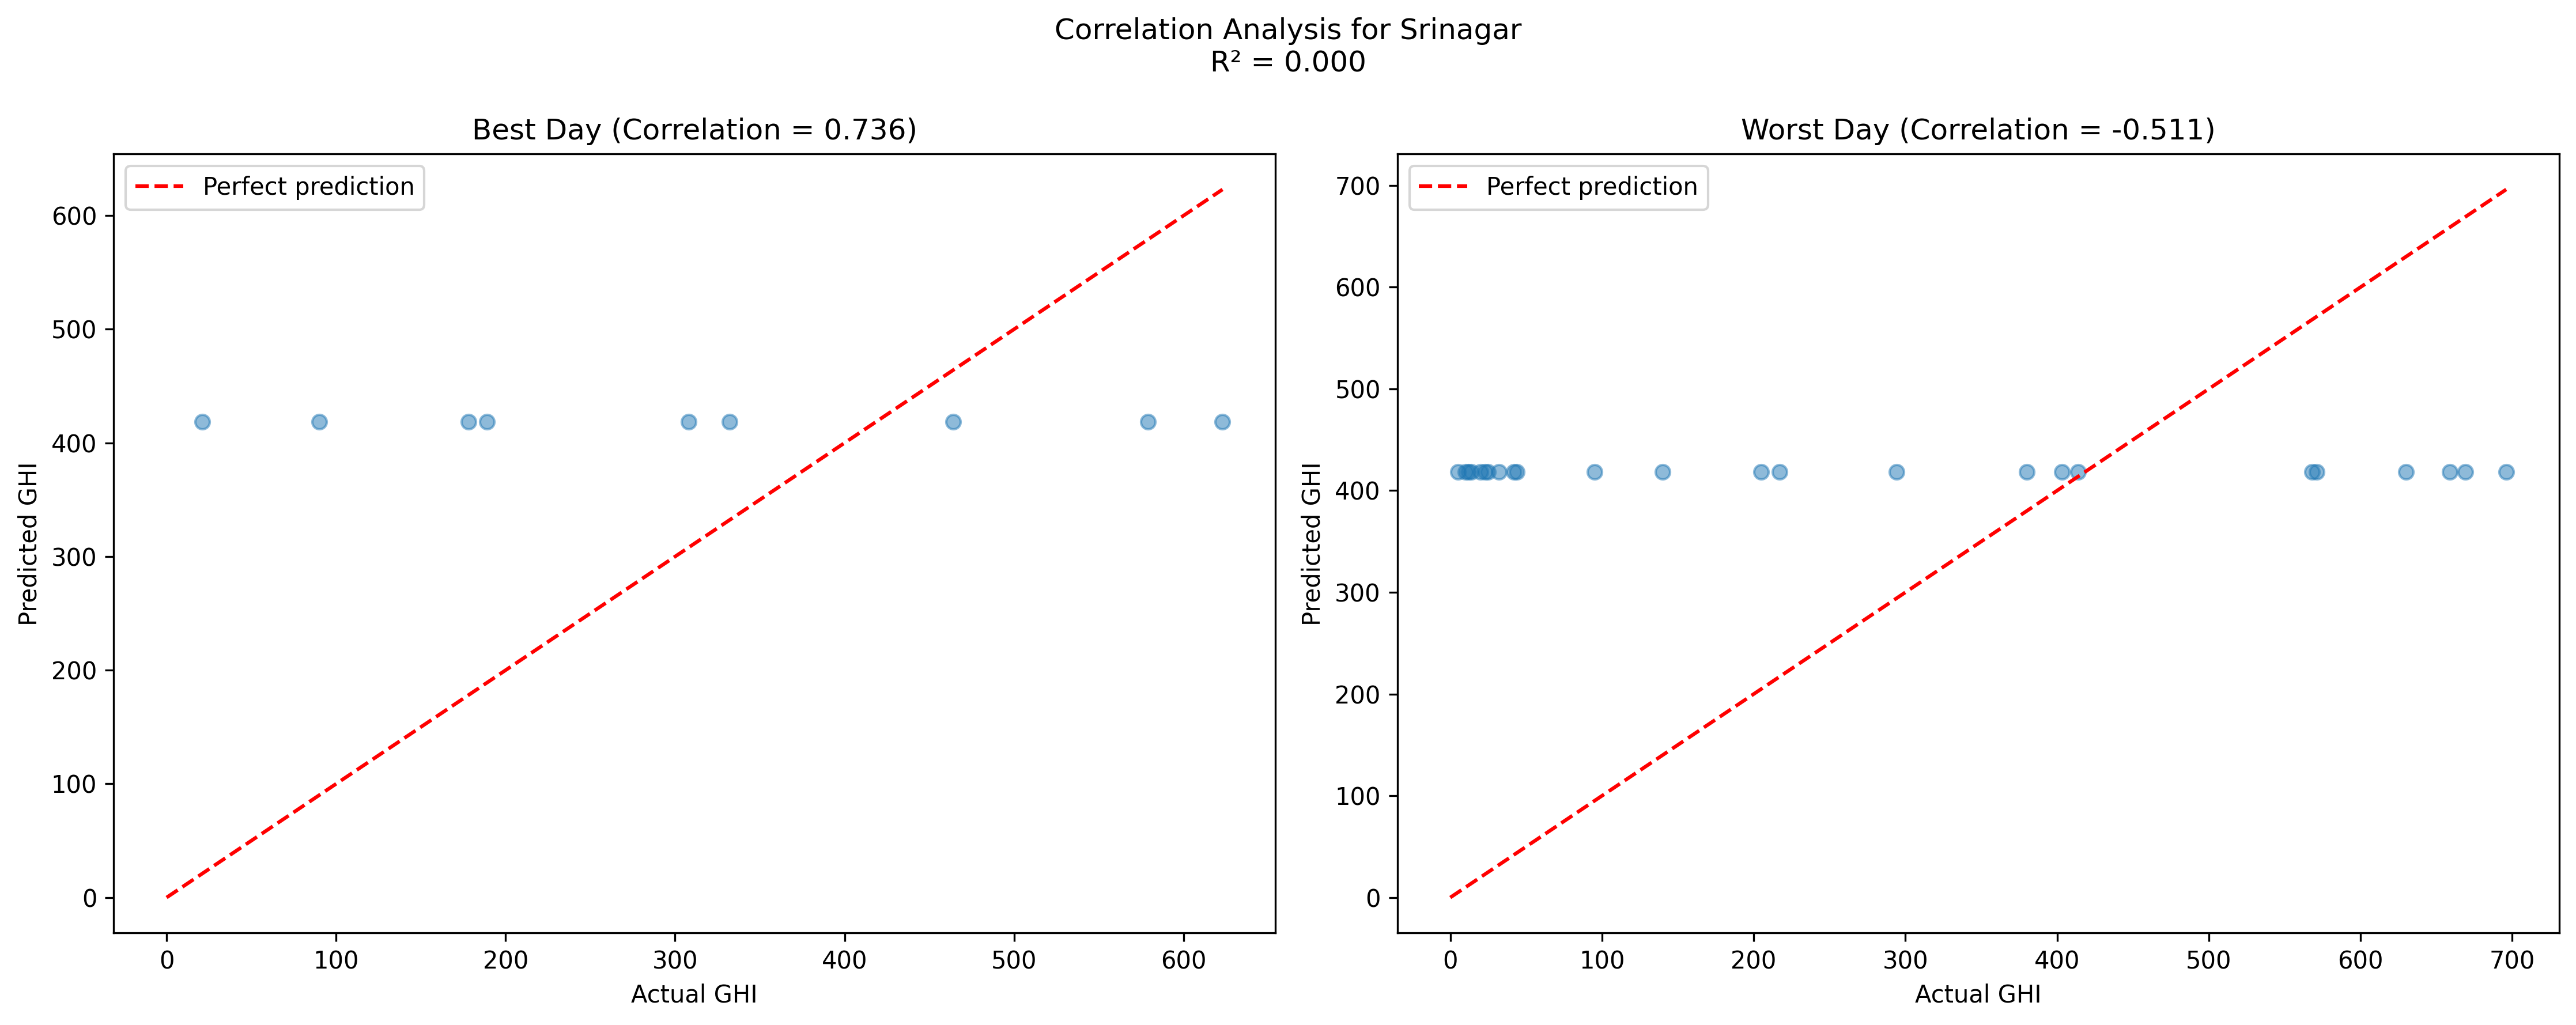 Correlation Analysis for Srinagar
R² = 0.000
Best Day (Correlation = 0.736)
Perfect prediction
600
500
400
300
200
100
0
Predicted GHI
0 100 200 300 400 500 600
Actual GHI
Worst Day (Correlation = -0.511)
Perfect prediction
700
600
500
400
300
200
100
0
Predicted GHI
0 100 200 300 400 500 600 700
Actual GHI